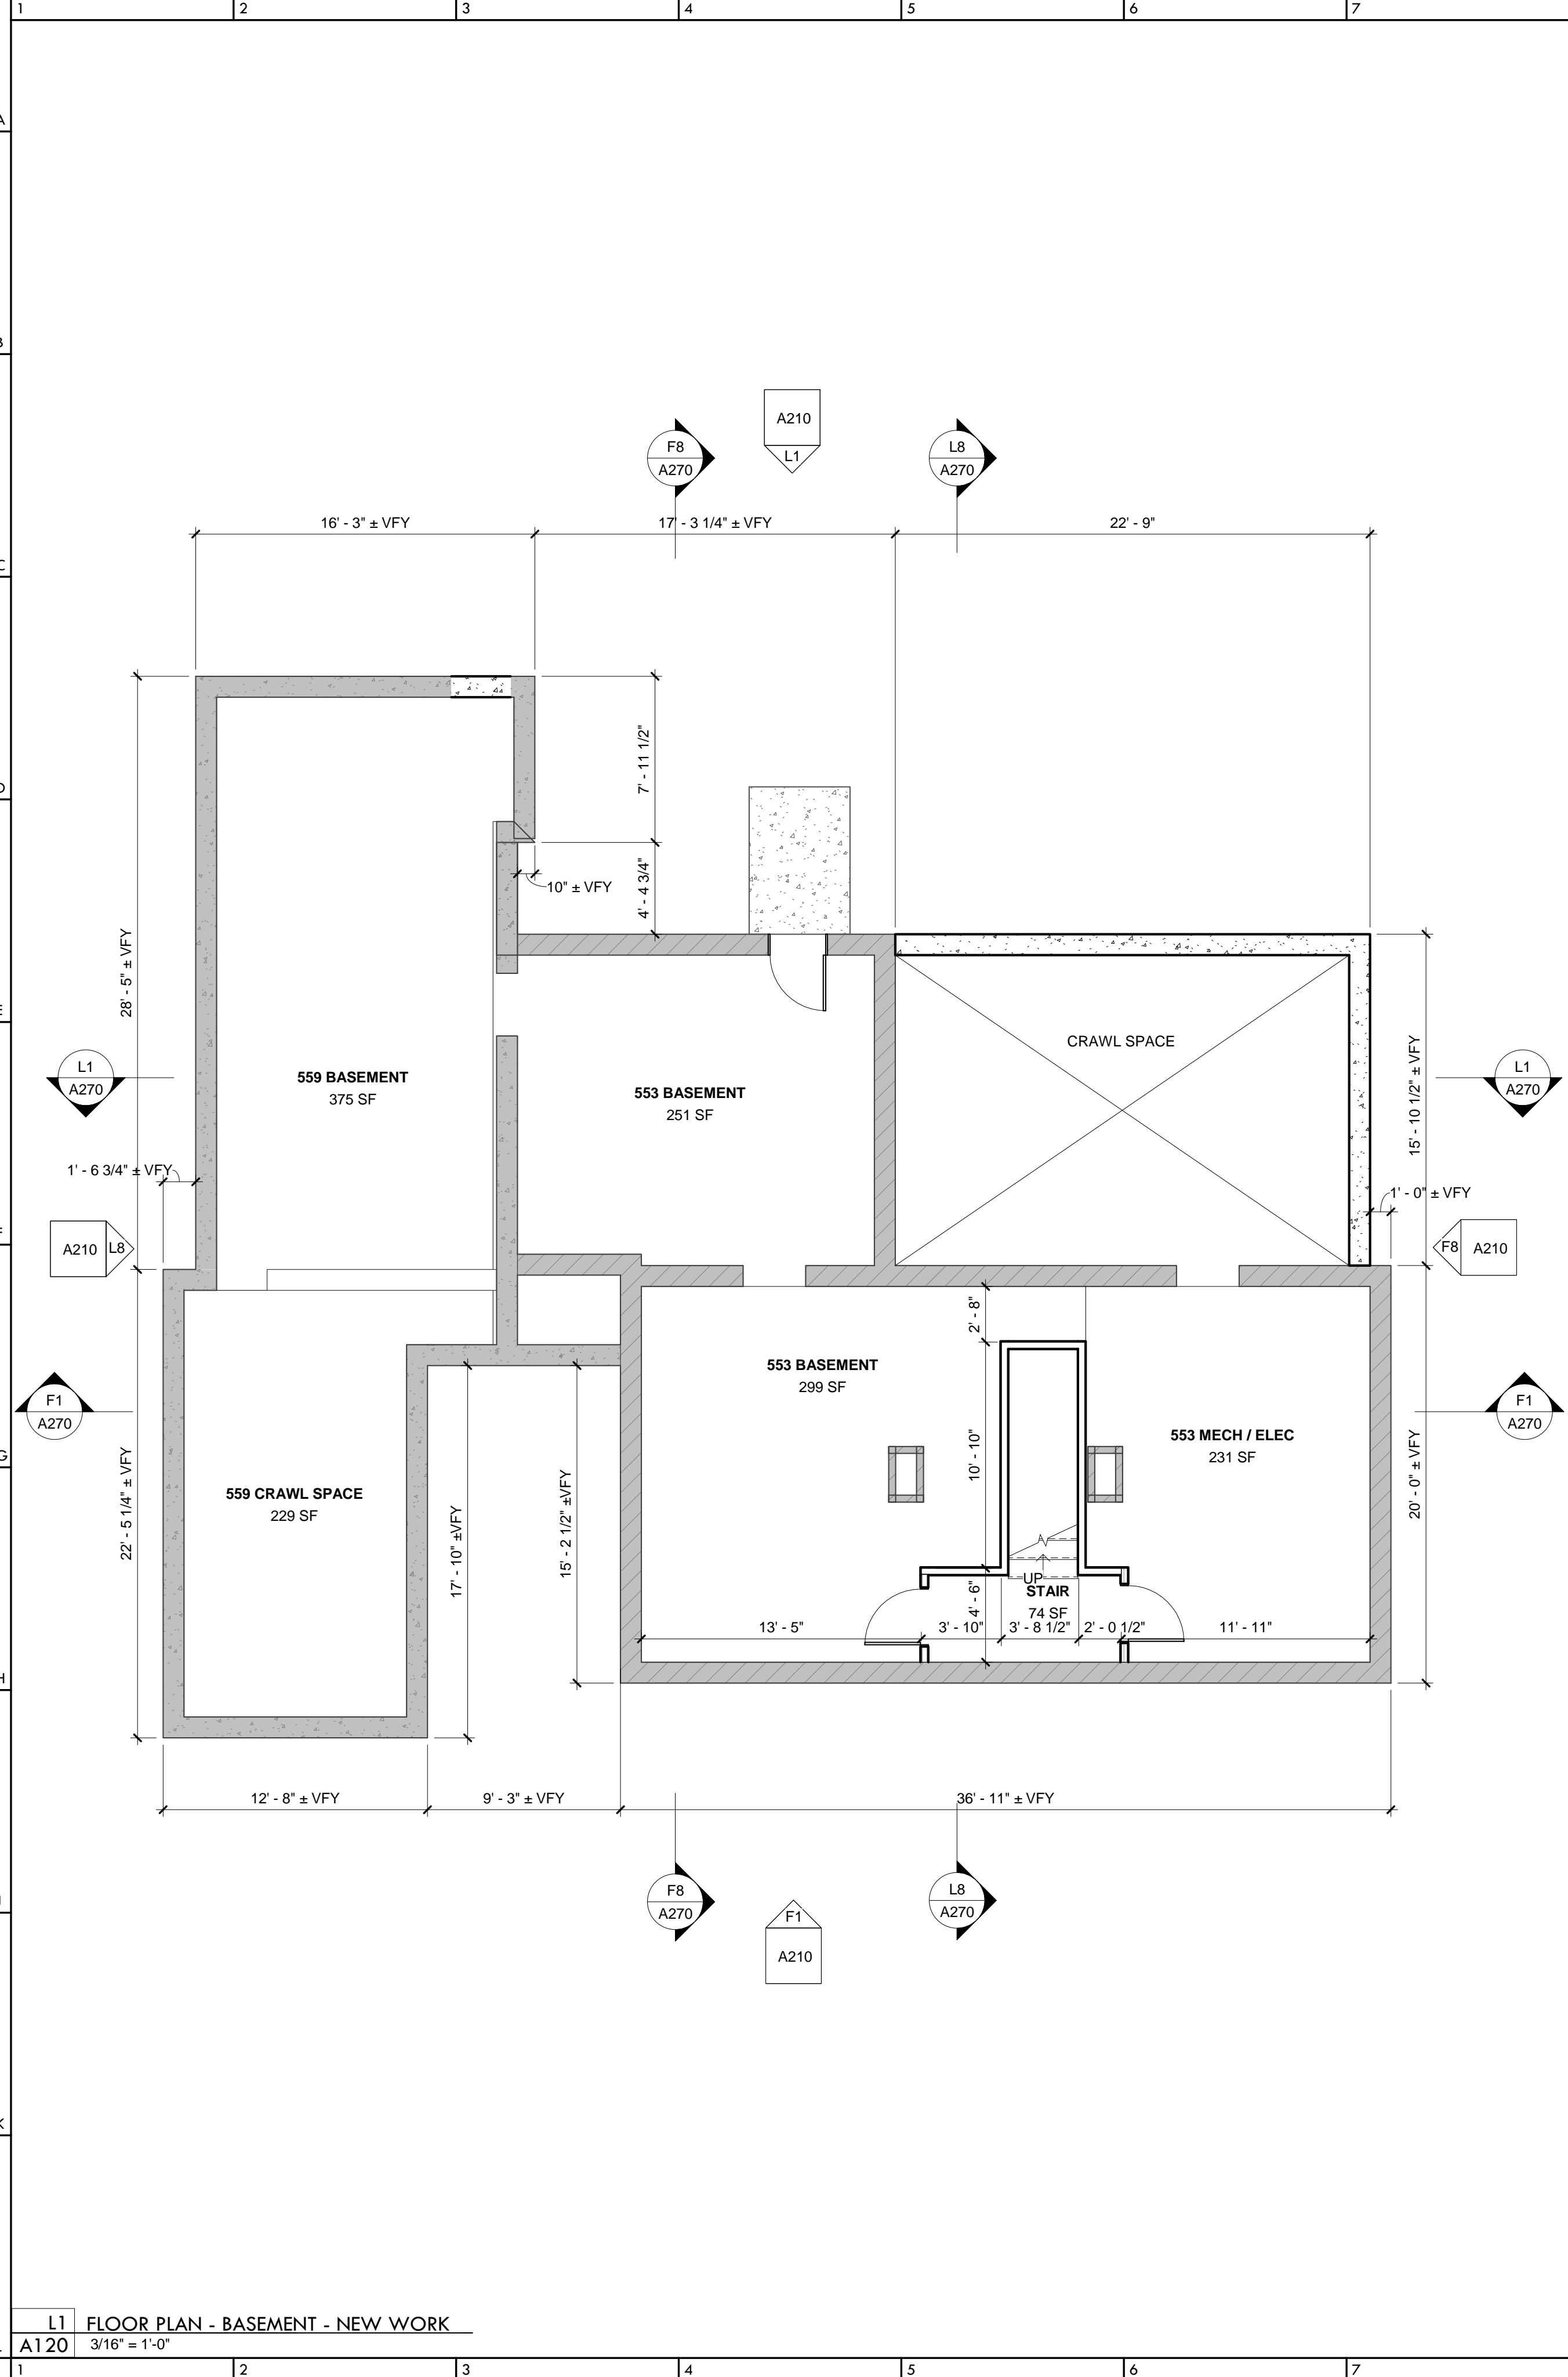 1 2 3 4 5 6 7
A210
L1
F8
A270
L8
A270
16' - 3" ± VFY
17' - 3 1/4" ± VFY
22' - 9"
7' - 11 1/2"
4' - 4 3/4"
10" ± VFY
28' - 5" ± VFY
CRAWL SPACE
15' - 10 1/2" ± VFY
L1
A270
L1
A270
559 BASEMENT
375 SF
553 BASEMENT
251 SF
1' - 6 3/4" ± VFY
1' - 0" ± VFY
A210 L8
F8 A210
2' - 8"
553 BASEMENT
299 SF
F1
A270
F1
A270
553 MECH / ELEC
231 SF
10' - 10"
559 CRAWL SPACE
229 SF
22' - 5 1/4" ± VFY
17' - 10" ±VFY
15' - 2 1/2" ±VFY
20' - 0" ± VFY
UP
STAIR
74 SF
4' - 6"
13' - 5"
3' - 10"
3' - 8 1/2"
2' - 0 1/2"
11' - 11"
12' - 8" ± VFY
9' - 3" ± VFY
36' - 11" ± VFY
F8
A270
L8
A270
F1
A210
L1 FLOOR PLAN - BASEMENT - NEW WORK
A120 3/16" = 1'-0"
1 2 3 4 5 6 7